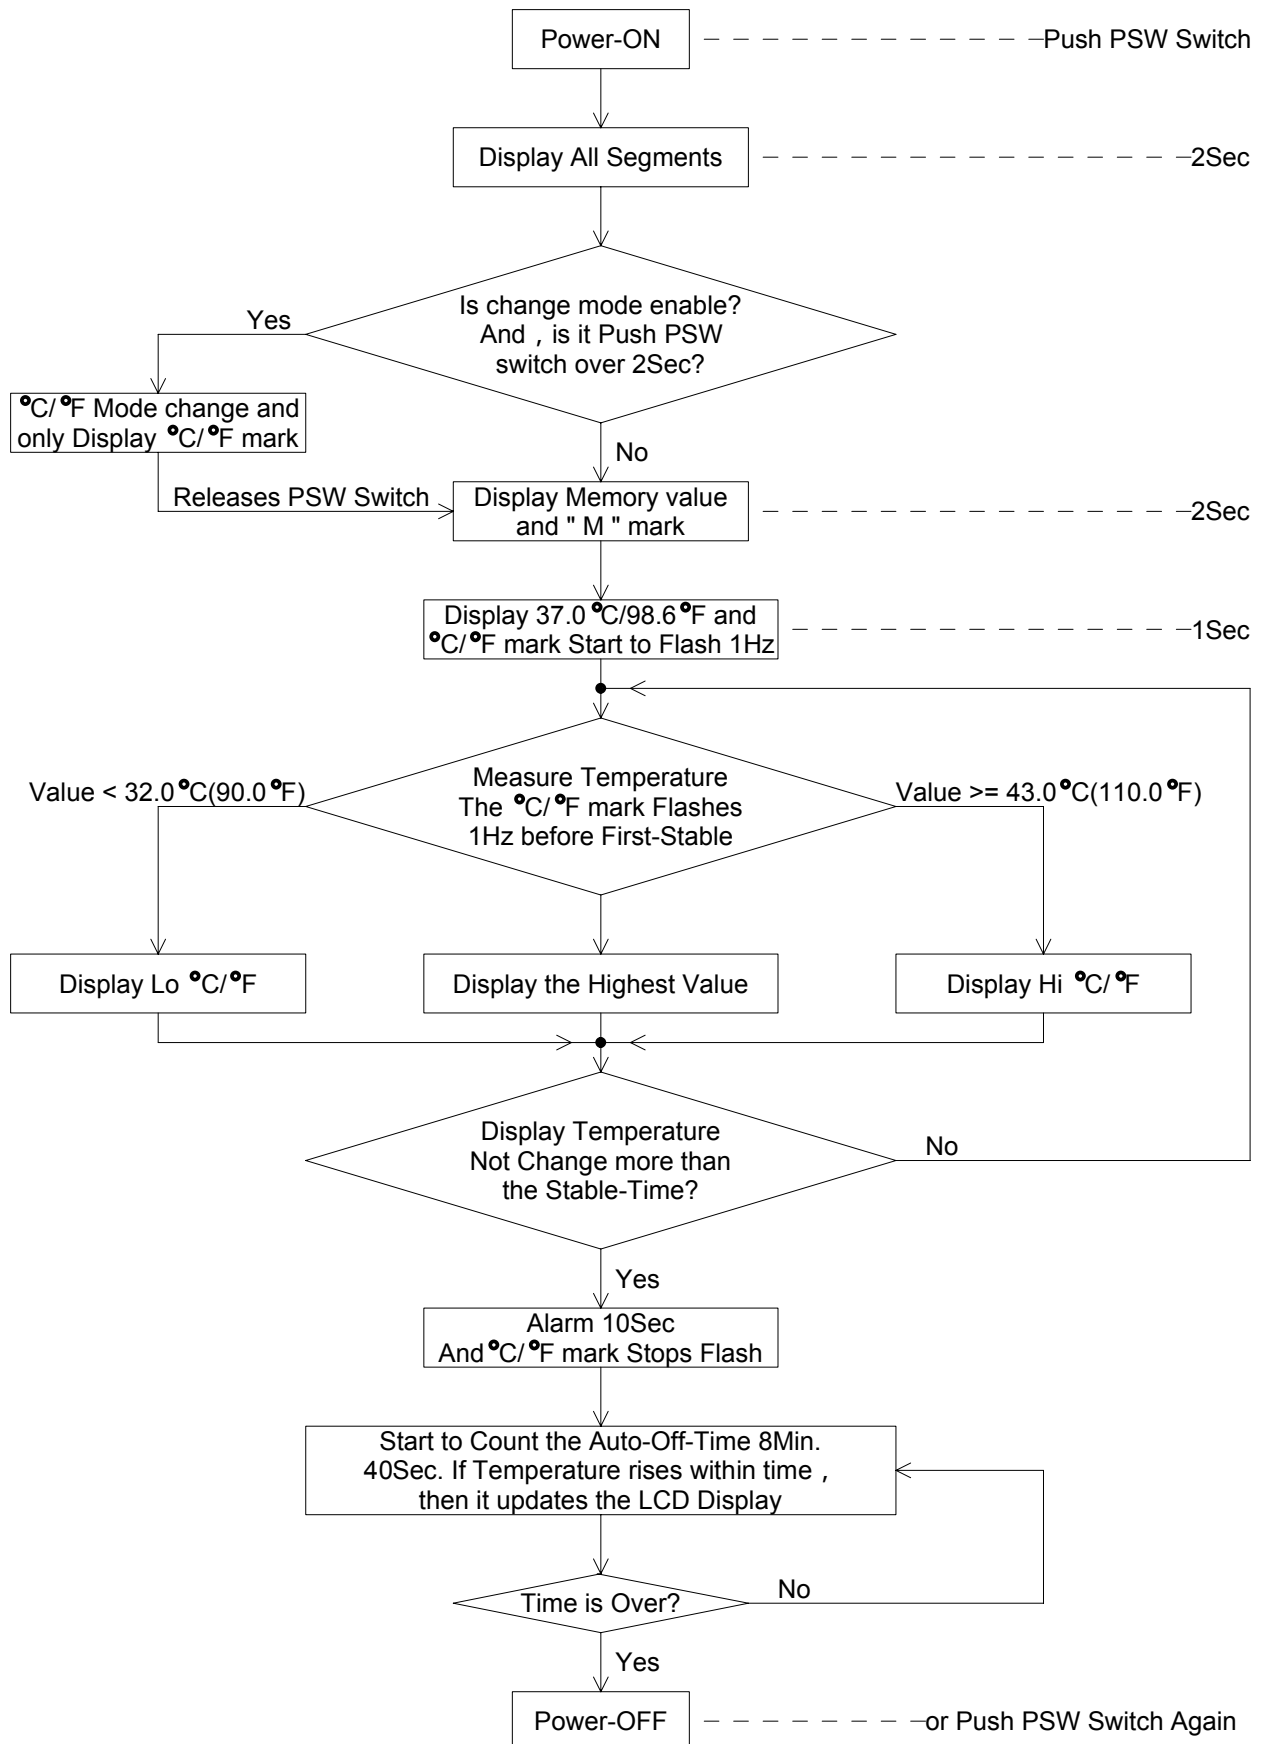 Power-ON
Push PSW Switch
Display All Segments
2Sec
Is change mode enable?
And , is it Push PSW
switch over 2Sec?
Yes
°C/ °F Mode change and
only Display °C/ °F mark
No
Releases PSW Switch
Display Memory value
and " M " mark
2Sec
Display 37.0 °C/98.6 °F and
°C/ °F mark Start to Flash 1Hz
1Sec
Measure Temperature
The °C/ °F mark Flashes
1Hz before First-Stable
Value < 32.0 °C(90.0 °F)
Value >= 43.0 °C(110.0 °F)
Display Lo °C/°F
Display the Highest Value
Display Hi °C/ °F
Display Temperature
Not Change more than
the Stable-Time?
No
Yes
Alarm 10Sec
And °C/ °F mark Stops Flash
Start to Count the Auto-Off-Time 8Min.
40Sec. If Temperature rises within time ,
then it updates the LCD Display
Time is Over?
No
Yes
Power-OFF
or Push PSW Switch Again